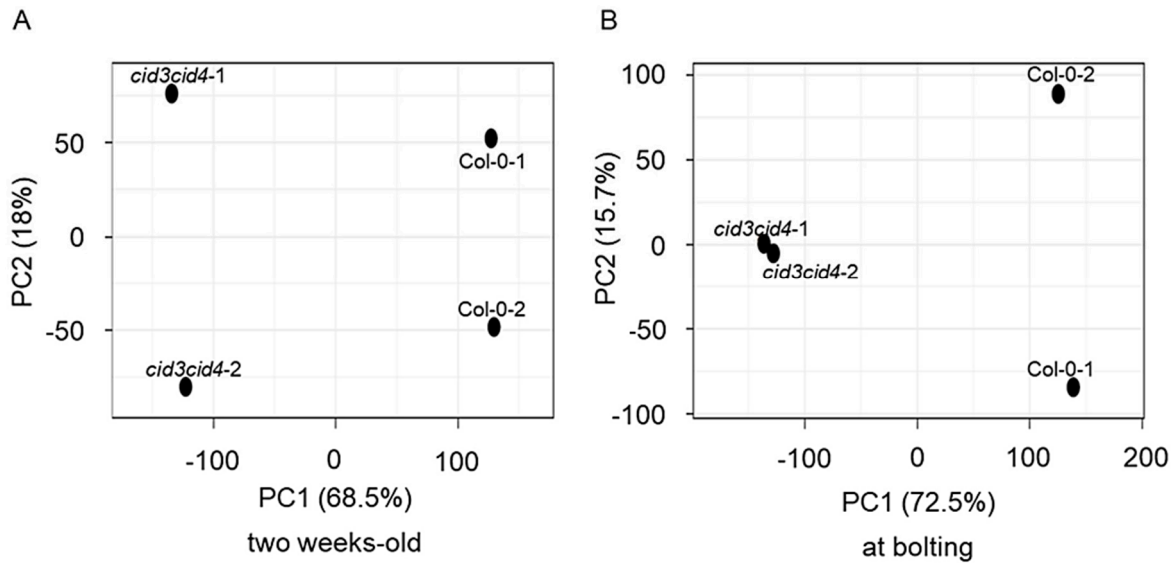 A
cid3cid4-1
50
Col-0-1
0
PC2 (18%)
-50
Col-0-2
cid3cid4-2
-100
0
100
PC1 (68.5%)
two weeks-old
B
100
Col-0-2
50
cid3cid4-1
0
cid3cid4-2
PC2 (15.7%)
-50
Col-0-1
-100
-100
0
100
200
PC1 (72.5%)
at bolting